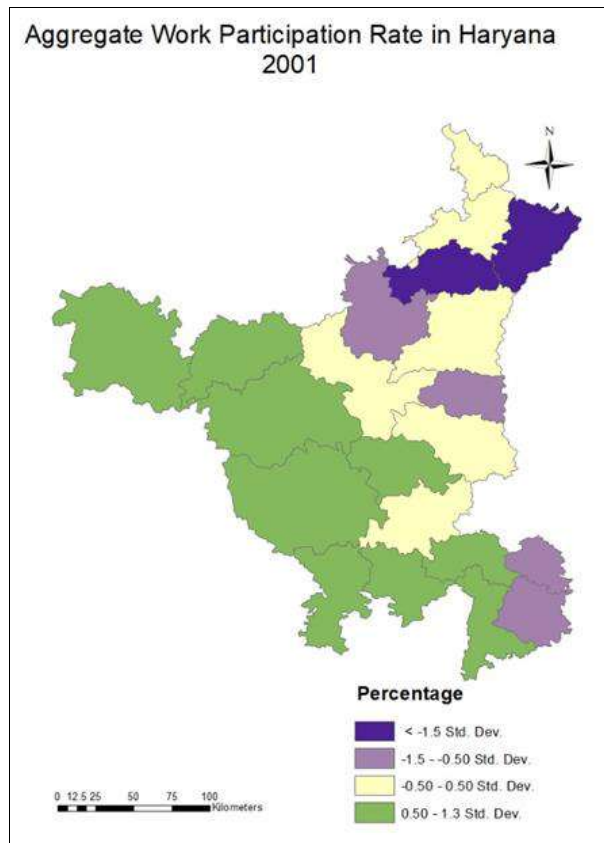 Aggregate Work Participation Rate in Haryana
2001
N
Percentage
< -1.5 Std. Dev.
-1.5 - -0.50 Std. Dev.
-0.50 - 0.50 Std. Dev.
0.50 - 1.3 Std. Dev.
0 12.5 25 50 75 100
Kilometers